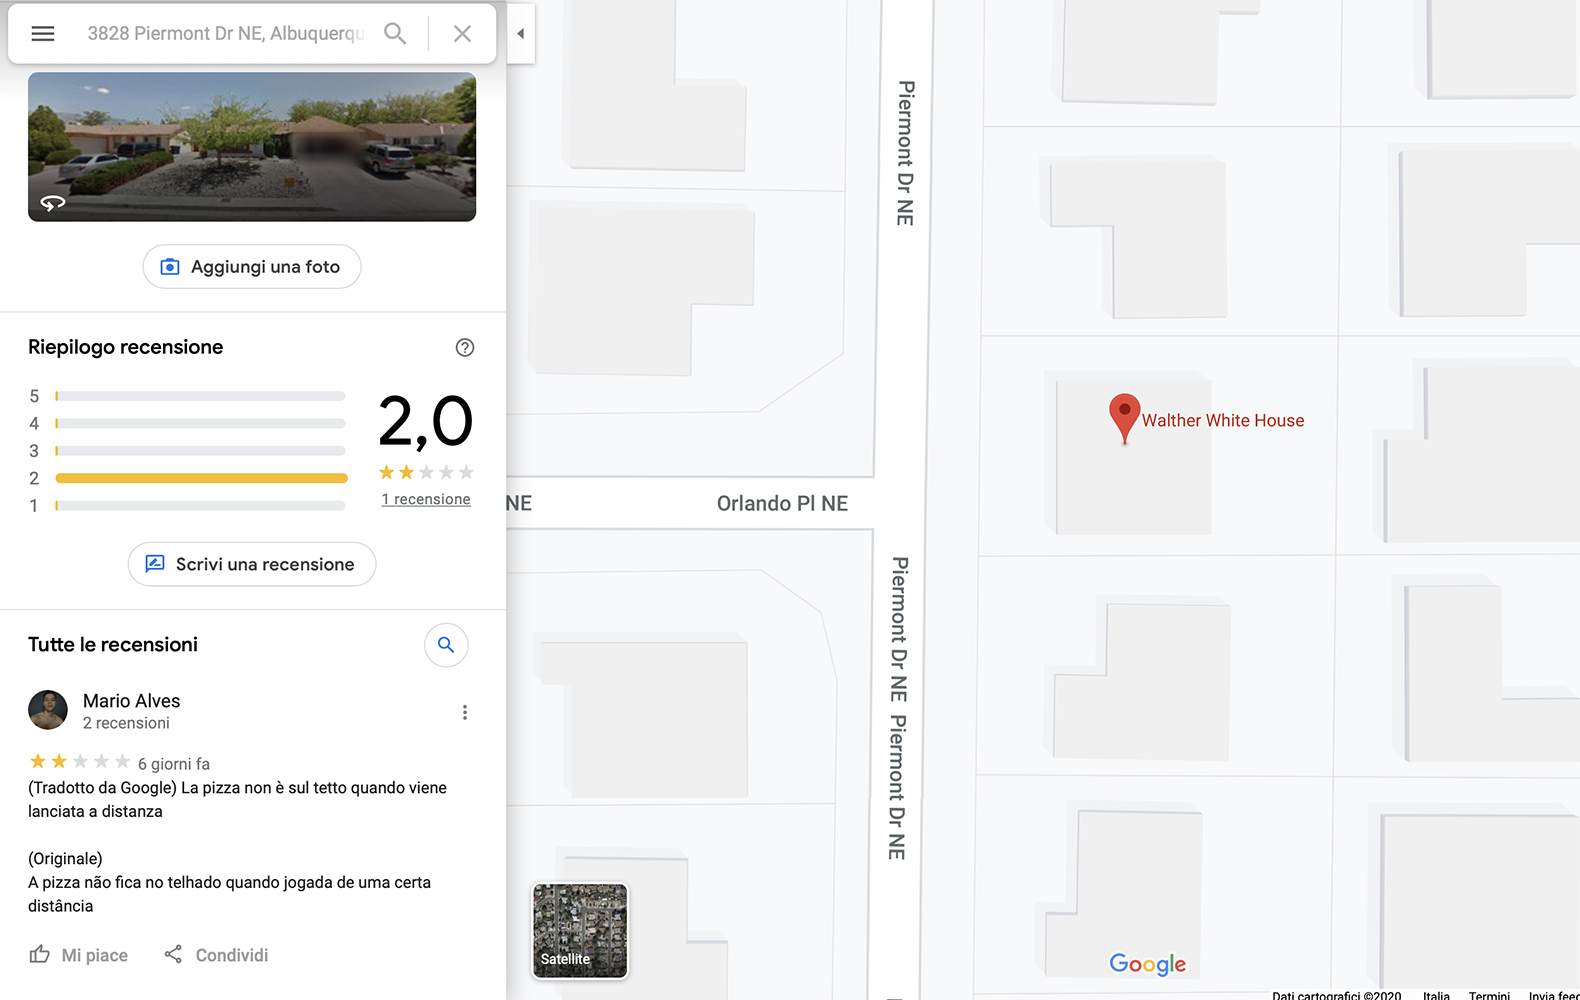 3828 Piermont Dr NE, Albuquerqu
Aggiungi una foto
Riepilogo recensione
5
4
3
2
1
2,0
1 recensione
Scrivi una recensione
Tutte le recensioni
Mario Alves
2 recensioni
6 giorni fa
(Tradotto da Google) La pizza non è sul tetto quando viene
lanciata a distanza
(Originale)
A pizza não fica no telhado quando jogada de uma certa
distância
Mi piace
Condividi
Piermont Dr NE
Walther White House
NE
Orlando Pl NE
Piermont Dr NE
Piermont Dr NE
Satellite
Google
Dati cartografici ©2020
Italia
Termini
Invia feed